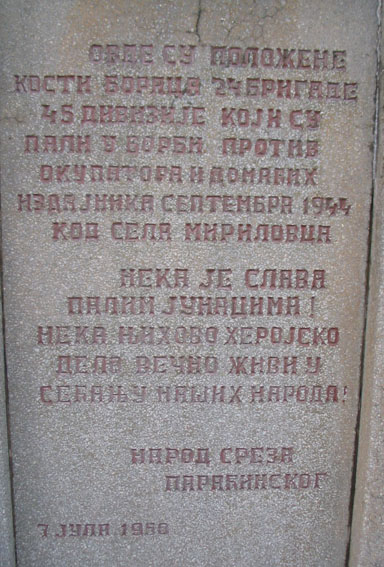 ОВДЕ СУ ПОЛОЖЕНЕ
КОСТИ БОРАЦА 24 БРИГАДЕ
45 ДИВИЗИЈЕ КОЈИ СУ
ПАЛИ У БОРБИ ПРОТИВ
ОКУПАТОРА И ДОМАЋИХ
ИЗДАЈНИКА СЕПТЕМБРА 1944
КОД СЕЛА МИРИЛОВЦА
НЕКА ЈЕ СЛАВА
ПАЛИМ ЈУНАЦИМА!
НЕКА ЊИХОВО ХЕРОЈСКО
ДЕЛО ВЕЧНО ЖИВИ У
СЕЋАЊУ НАШИХ НАРОДА!
НАРОД СРЕЗА
ПАРАЋИНСКОГ
7 ЈУЛА